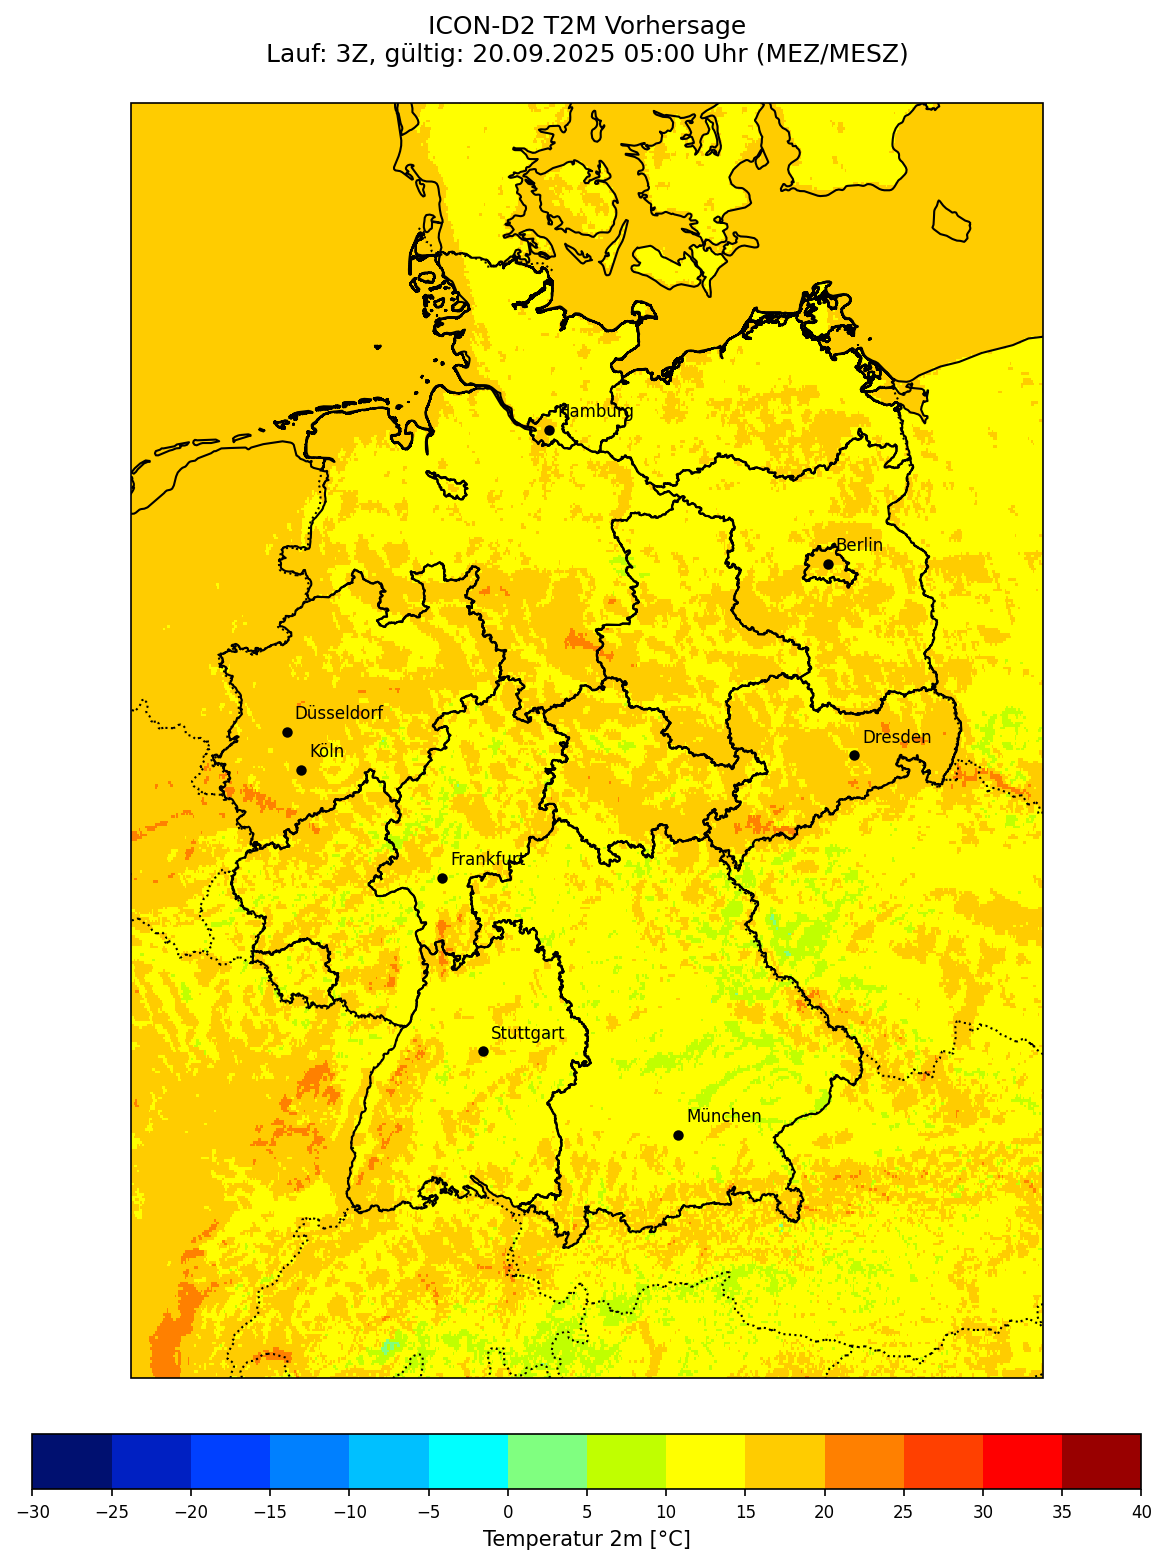 ICON-D2 T2M Vorhersage
Lauf: 3Z, gültig: 20.09.2025 05:00 Uhr (MEZ/MESZ)
Hamburg
Berlin
Düsseldorf
Dresden
Köln
Frankfurt
Stuttgart
München
−30 −25 −20 −15 −10 −5 0 5 10 15 20 25 30 35 40
Temperatur 2m [°C]